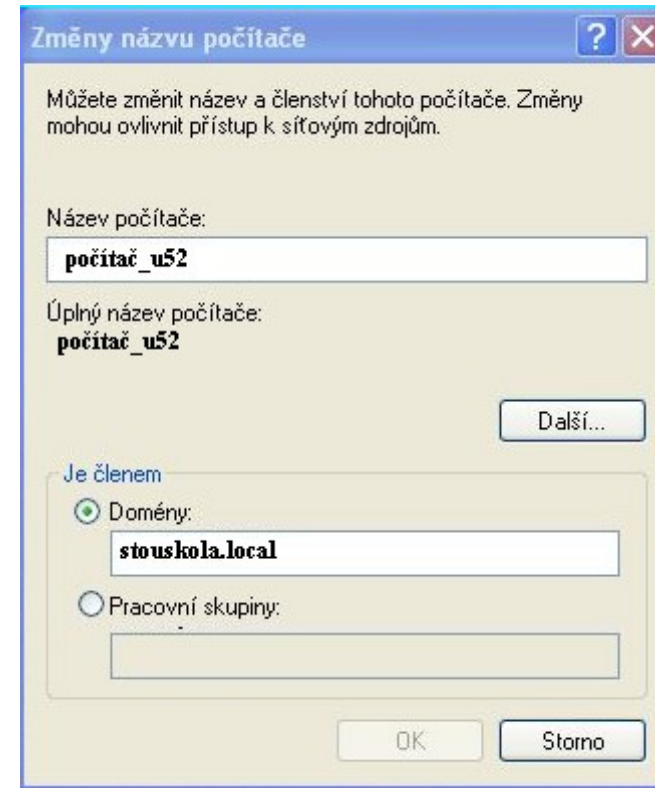 Změny názvu počítače
?
Můžete změnit název a členství tohoto počítače. Změny
mohou ovlivnit přístup k síťovým zdrojům.
Název počítače:
počítač_u52
Úplný název počítače:
počítač_u52
Další...
Je členem
Domény:
stouskola.local
Pracovní skupiny:
OK
Storno